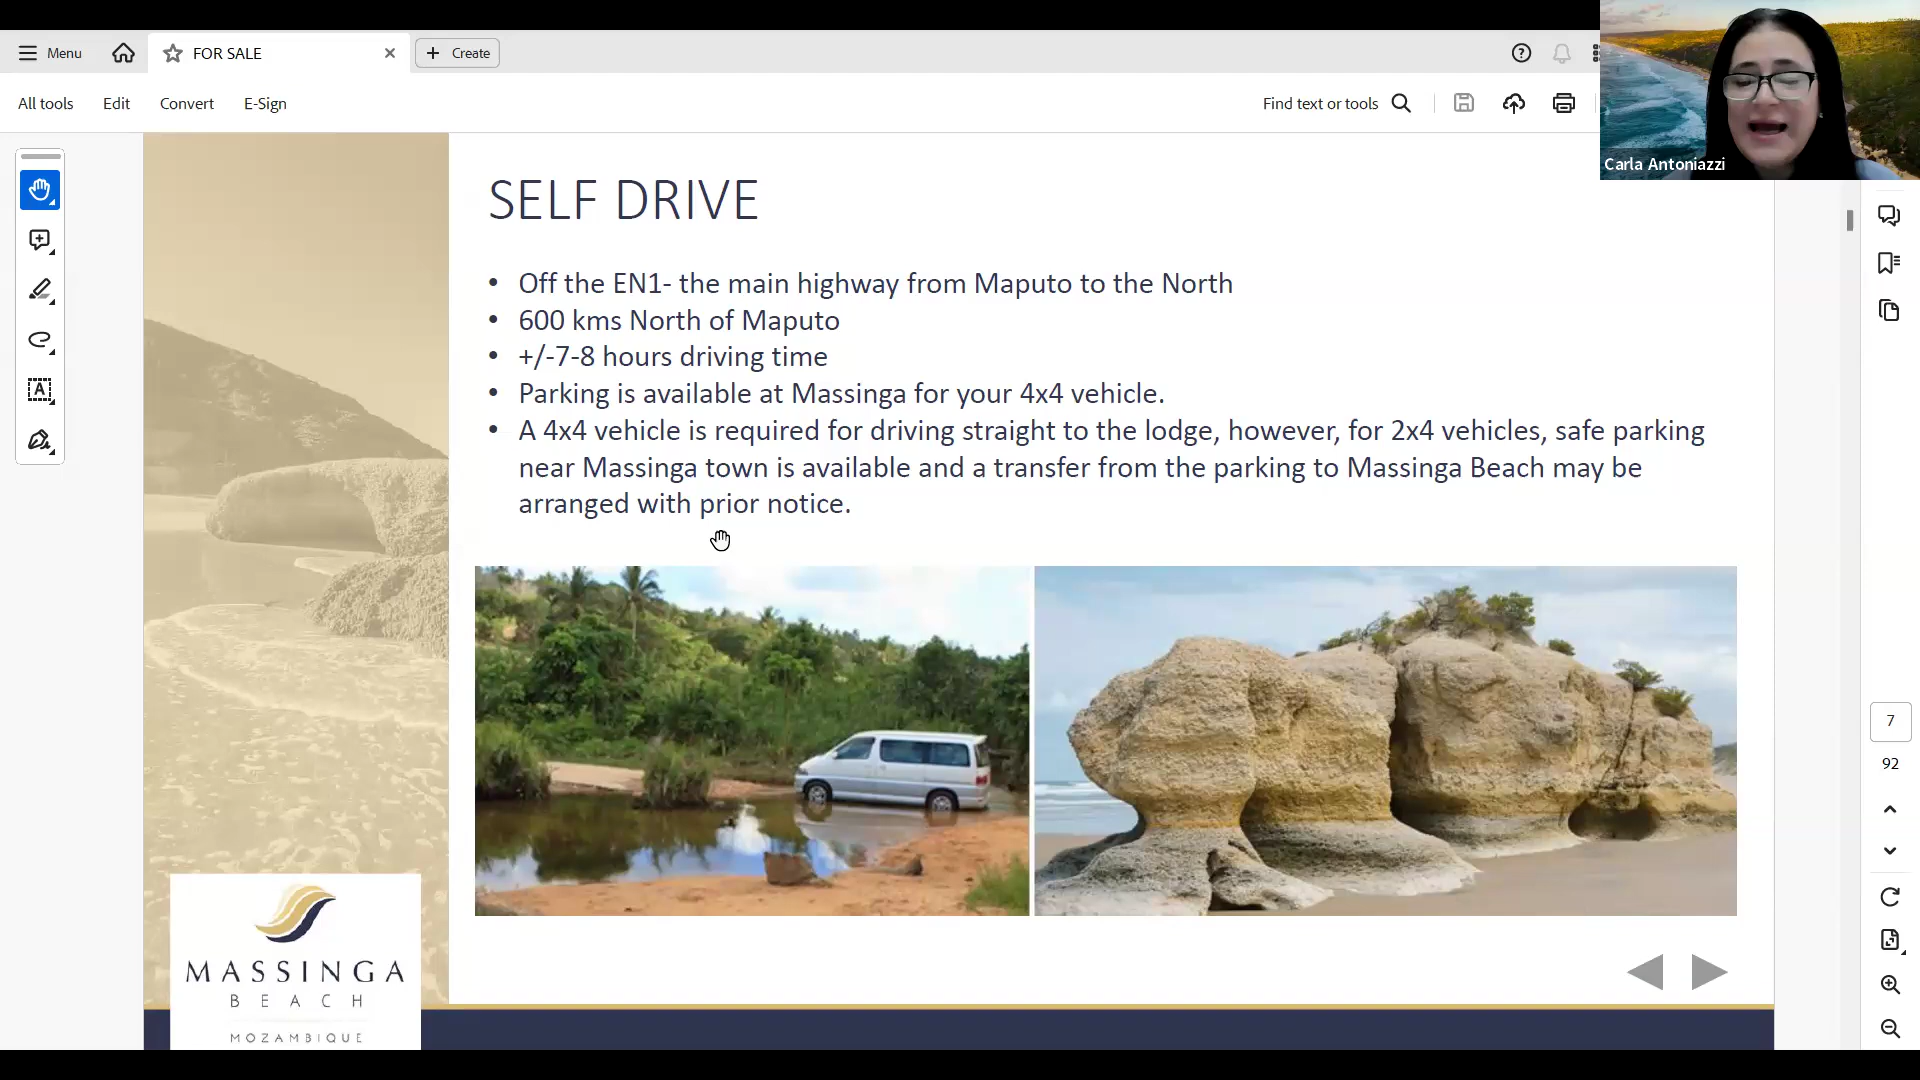 Menu
FOR SALE
Create
All tools
Edit
Convert
E-Sign
Find text or tools
Carla Antoniazzi
SELF DRIVE
• Off the EN1- the main highway from Maputo to the North
• 600 kms North of Maputo
• +/-7-8 hours driving time
• Parking is available at Massinga for your 4x4 vehicle.
• A 4x4 vehicle is required for driving straight to the lodge, however, for 2x4 vehicles, safe parking
near Massinga town is available and a transfer from the parking to Massinga Beach may be
arranged with prior notice.
7
92
MASSINGA
BEACH
MOZAMBIQUE